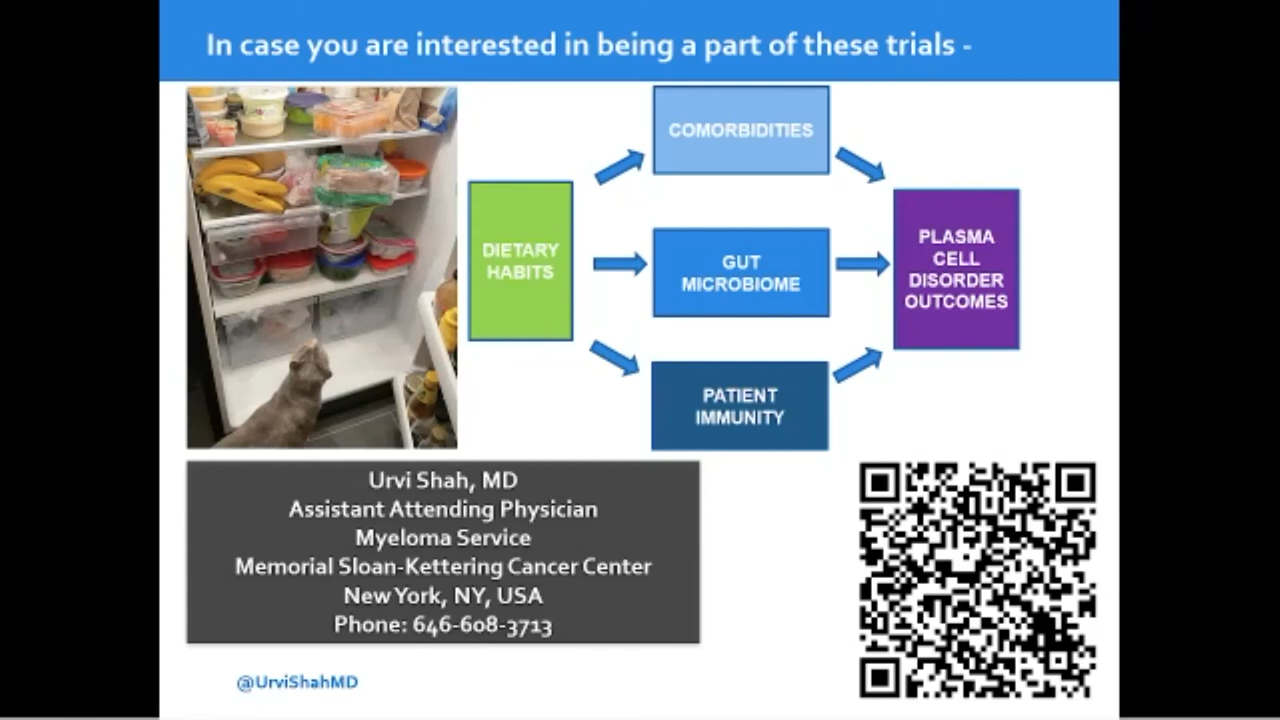 In case you are interested in being a part of these trials -
COMORBIDITIES
DIETARY
HABITS
GUT
MICROBIOME
PATIENT
IMMUNITY
PLASMA
CELL
DISORDER
OUTCOMES
Urvi Shah, MD
Assistant Attending Physician
Myeloma Service
Memorial Sloan-Kettering Cancer Center
New York, NY, USA
Phone: 646-608-3713
@UrviShahMD